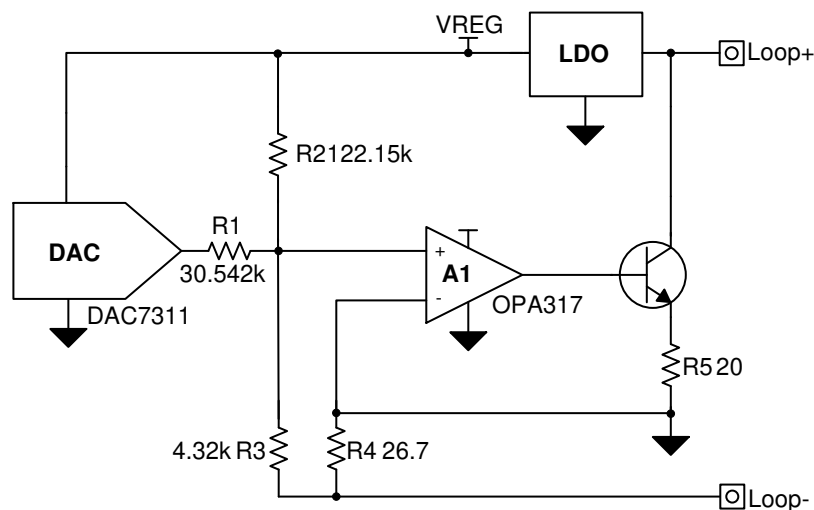 VREG
LDO
Loop+
R2122.15k
R1
DAC
30.542k
+
A1
-
OPA317
DAC7311
R5 20
4.32k R3
R4 26.7
Loop-